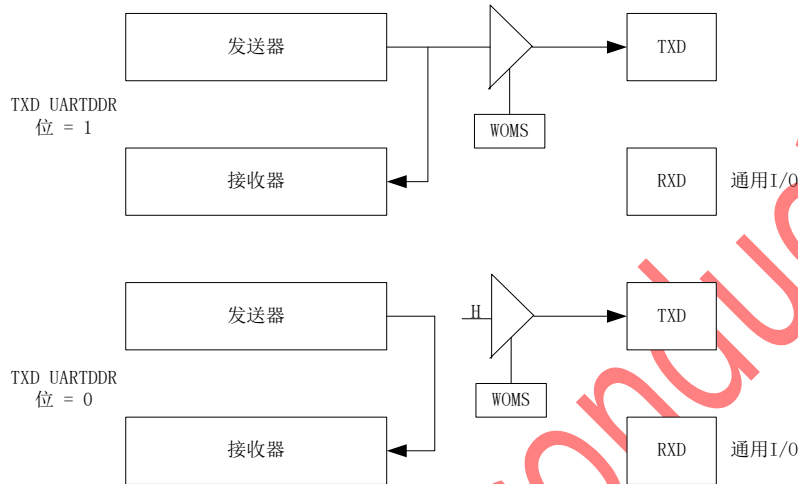 发送器
TXD
TXD UARTDDR
位 = 1
WOMS
接收器
RXD
通用I/O
发送器
H
TXD
TXD UARTDDR
位 = 0
WOMS
接收器
RXD
通用I/O